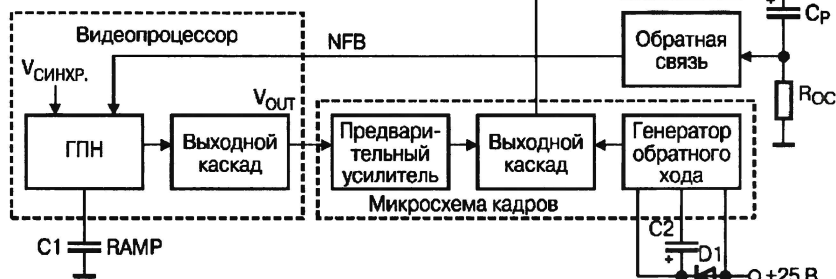 Видеопроцессор
NFB
Обратная
связь
CР
VСИНХР.
VOUT
RОС
ГПН
Выходной
каскад
Предвари-
тельный
усилитель
Выходной
каскад
Генератор
обратного
хода
Микросхема кадров
C1
RAMP
C2
+
D1
+25 В